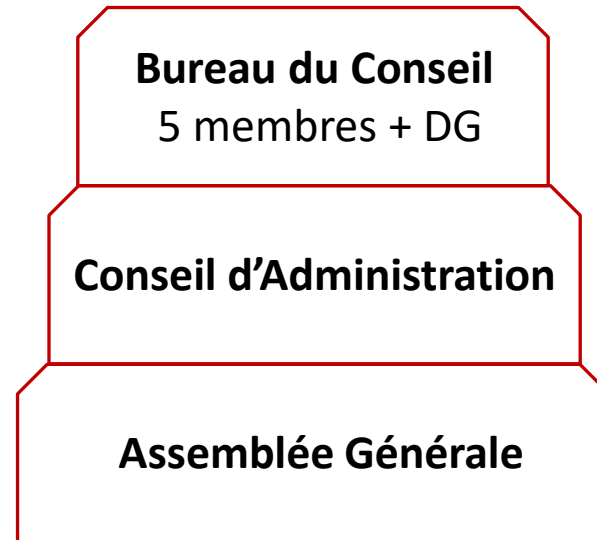 Bureau du Conseil
5 membres + DG
Conseil d’Administration
Assemblée Générale